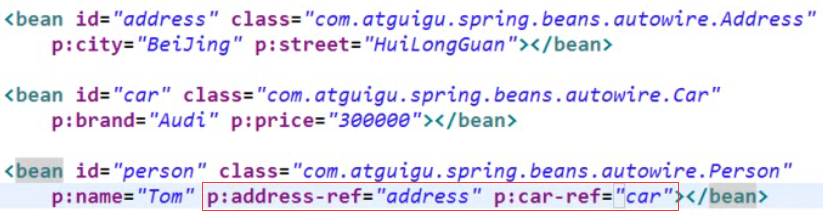 <bean id="address" class="com.atguigu.spring.beans.autowire.Address"
p:city="BeiJing" p:street="HuiLongGuan"></bean>
<bean id="car" class="com.atguigu.spring.beans.autowire.Car"
p:brand="Audi" p:price="300000"></bean>
<bean id="person" class="com.atguigu.spring.beans.autowire.Person"
p:name="Tom" p:address-ref="address" p:car-ref="car"></bean>